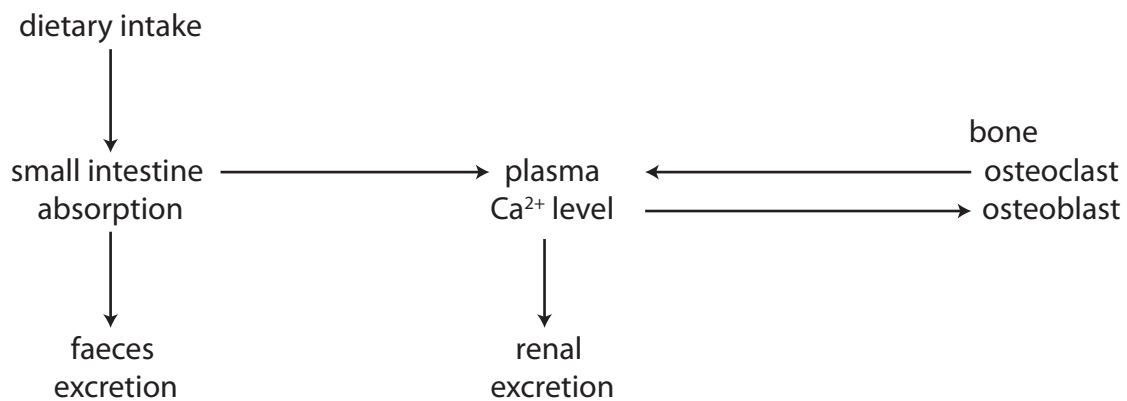 dietary intake
bone
small intestine
absorption
plasma
Ca²⁺ level
osteoclast
osteoblast
faeces
excretion
renal
excretion